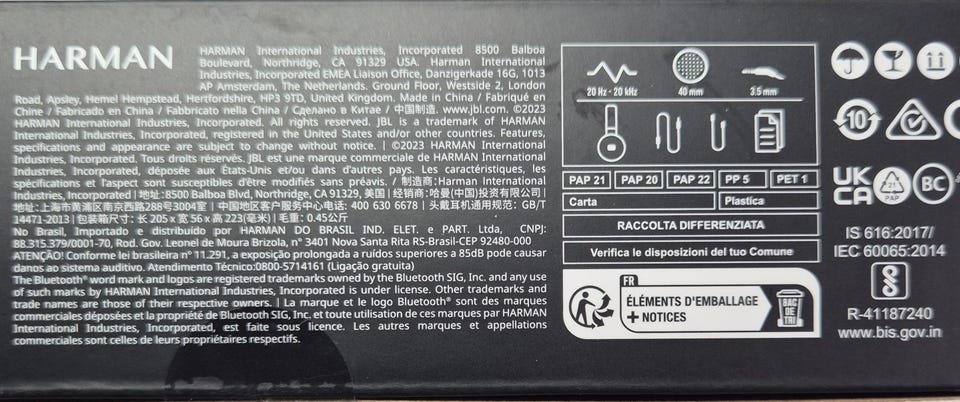 HARMAN
HARMAN International Industries, Incorporated 8500 Balboa
Boulevard, Northridge, CA 91329 USA. Harman International
Industries, Incorporated EMEA Liaison Office, Danzigerkade 16G, 1013
AP Amsterdam, The Netherlands. Ground Floor, Westside 2, London
Road, Apsley, Hemel Hempstead, Hertfordshire, HP3 9TD, United Kingdom. Made in China / Fabriqué en
Chine / Fabricado en China / Fabbricato nella China / Сделано в Китае / 中国制造. www.jbl.com. ©2023
HARMAN International Industries, Incorporated. All rights reserved. JBL is a trademark of HARMAN
International Industries, Incorporated, registered in the United States and/or other countries. Features,
specifications and appearance are subject to change without notice. | ©2023 HARMAN International
Industries, Incorporated. Tous droits réservés. JBL est une marque commerciale de HARMAN International
Industries, Incorporated, déposée aux États-Unis et/ou dans d'autres pays. Les caractéristiques, les
spécifications et l'aspect sont susceptibles d'être modifiés sans préavis. / 制造商:Harman International
Industries, Incorporated | 地址:8500 Balboa Blvd, Northridge, CA 91329, 美国 | 经销商:哈曼(中国)投资有限公司 |
地址:上海市黄浦区南京西路288号3004室 | 中国地区客户服务中心电话: 400 630 6678 | 头戴耳机通用规范: GB/T
14471-2013 | 包装箱尺寸: 长 205 x 宽 56 x 高 223(毫米) | 毛重: 0.45公斤
No Brasil, Importado e distribuído por HARMAN DO BRASIL IND. ELET. e PART. Ltda, CNPJ:
88.315.379/0001-70, Rod. Gov. Leonel de Moura Brizola, n° 3401 Nova Santa Rita RS-Brasil-CEP 92480-000
ATENÇÃO! Conforme lei brasileira n° 11.291, a exposição prolongada a ruídos superiores a 85dB pode causar
danos ao sistema auditivo. Atendimento Técnico:0800-5714161 (Ligação gratuita)
The Bluetooth® word mark and logos are registered trademarks owned by the Bluetooth SIG, Inc. and any use
of such marks by HARMAN International Industries, Incorporated is under license. Other trademarks and
trade names are those of their respective owners. | La marque et le logo Bluetooth® sont des marques
commerciales déposées et la propriété de Bluetooth SIG, Inc. et toute utilisation de ces marques par HARMAN
International Industries, Incorporated, est faite sous licence. Les autres marques et appellations
commerciales sont celles de leurs propriétaires respectifs.
20 Hz - 20 kHz
40 mm
3.5 mm
PAP 21
PAP 20
PAP 22
PP 5
PET 1
Carta
Plastica
RACCOLTA DIFFERENZIATA
Verifica le disposizioni del tuo Comune
FR
ÉLÉMENTS D'EMBALLAGE
+ NOTICES
BAC
DE
TRI
10
UK
CA
21
PAP
BC
IS 616:2017/
IEC 60065:2014
R-41187240
www.bis.gov.in